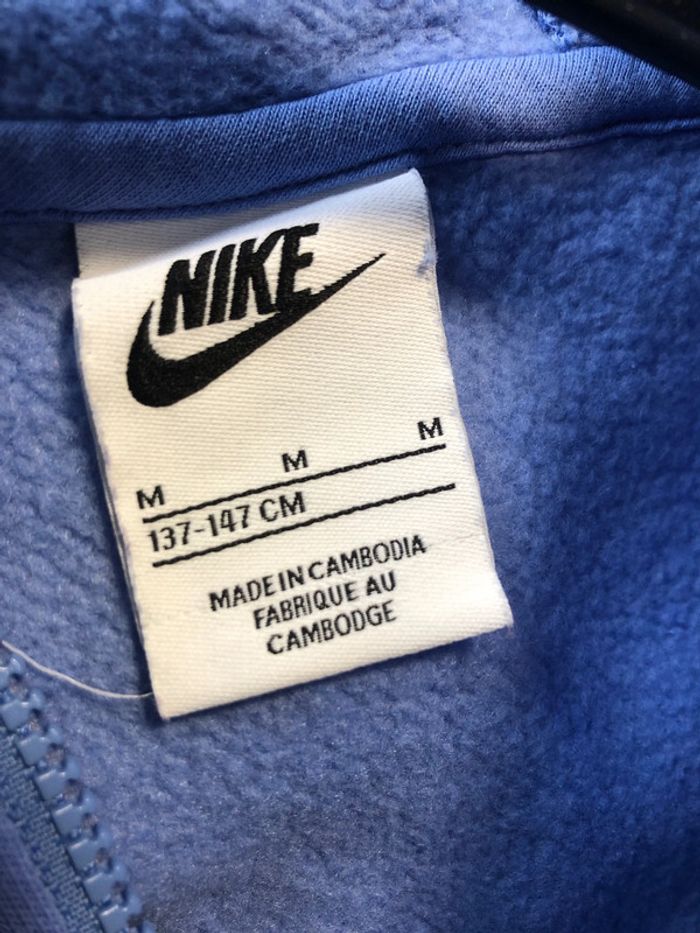 NIKE
M M M
137-147 CM
MADE IN CAMBODIA
FABRIQUE AU
CAMBODGE